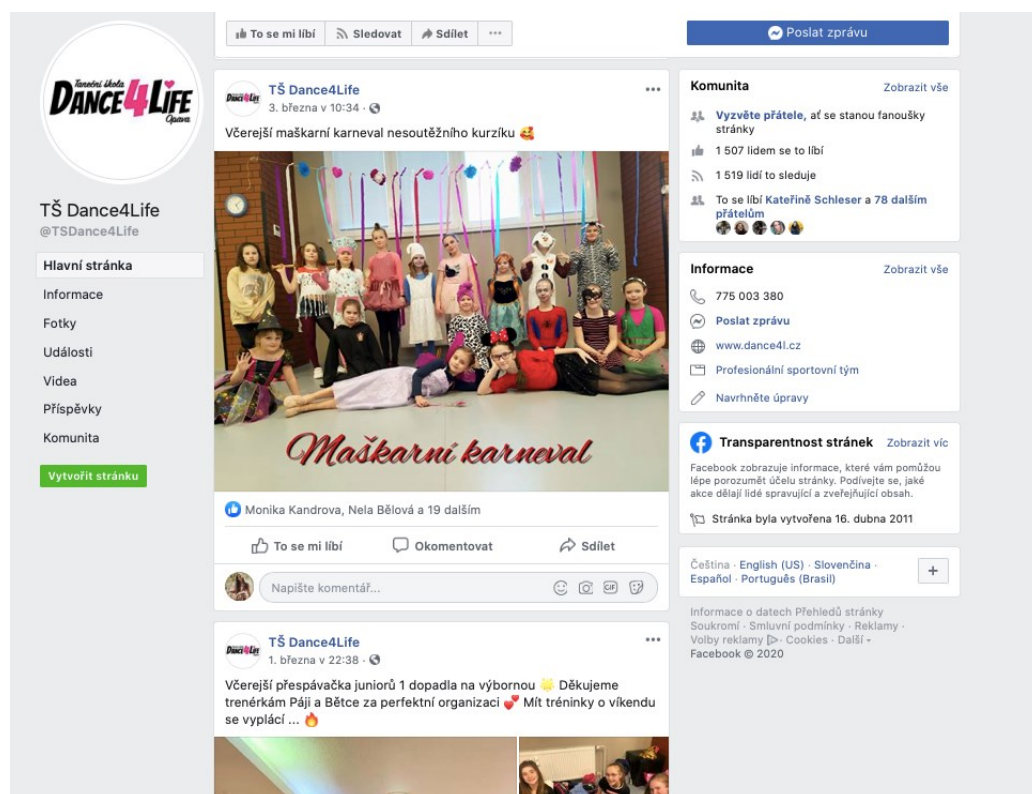 Taneční škola
DANCE4LIFE
Opava
TŠ Dance4Life
@TSDance4Life
Hlavní stránka
Informace
Fotky
Události
Videa
Příspěvky
Komunita
Vytvořit stránku
To se mi líbí
Sledovat
Sdílet
Poslat zprávu
TŠ Dance4Life
3. března v 10:34 ·
Včerejší maškarní karneval nesoutěžního kurzíku 🥰
Maškarní karneval
Monika Kandrova, Nela Bělová a 19 dalším
To se mi líbí
Okomentovat
Sdílet
Napište komentář...
GIF
TŠ Dance4Life
1. března v 22:38 ·
Včerejší přespávačka juniorů 1 dopadla na výbornou 🌟 Děkujeme
trenérkám Páji a Bětce za perfektní organizaci 💕 Mít tréninky o víkendu
se vyplácí ... 🔥
Komunita
Zobrazit vše
Vyzvěte přátele, ať se stanou fanoušky
stránky
1 507 lidem se to líbí
1 519 lidí to sleduje
To se líbí Kateřině Schleser a 78 dalším
přátelům
Informace
Zobrazit vše
775 003 380
Poslat zprávu
www.dance4l.cz
Profesionální sportovní tým
Navrhněte úpravy
Transparentnost stránek
Zobrazit víc
Facebook zobrazuje informace, které vám pomůžou
lépe porozumět účelu stránky. Podívejte se, jaké
akce dělají lidé spravující a zveřejňující obsah.
Stránka byla vytvořena 16. dubna 2011
Čeština · English (US) · Slovenčina ·
Español · Português (Brasil)
Informace o datech Přehledů stránky
Soukromí · Smluvní podmínky · Reklamy ·
Volby reklamy · Cookies · Další
Facebook © 2020